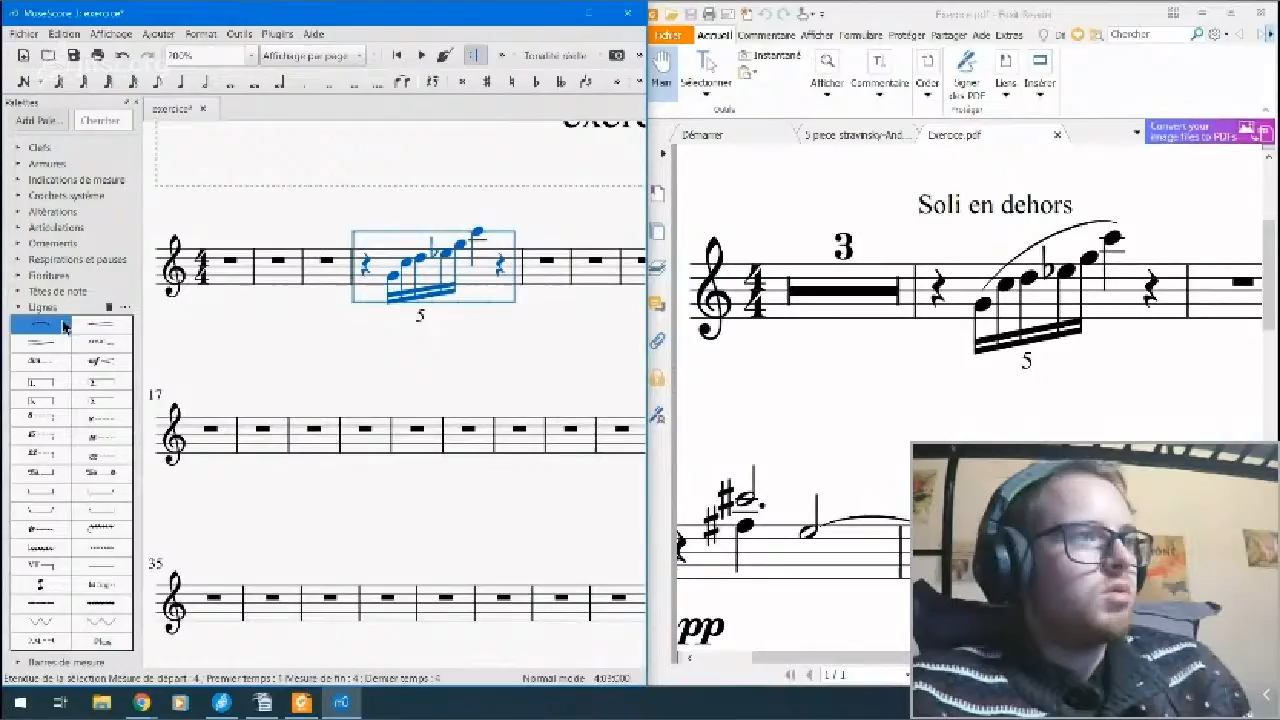 MuseScore 3: exercice*
Fichier Edition Affichage Ajouter Format Outils Plugins Aide
200%
Affichage par page
Tonalité réelle
Palettes
Add Pale...
Chercher
exercice*
Clefs
Armures
Indications de mesure
Crochets système
Altérations
Articulations
Ornements
Respirations et pauses
Fioritures
Têtes de note
Lignes
Plus
Barres de mesure
5
17
35
Etendue de la sélection Mesure de départ : 4 ; Premier temps : 1 Mesure de fin : 4 ; Dernier temps : 4
Normal mode
4:03:000
Exercice.pdf - Foxit Reader
Fichier Accueil Commentaire Afficher Formulaire Protéger Partager Aide Extras
Chercher
Main
Sélectionner
Instantané
Afficher
Commentaire
Créer
Signer des PDF
Liens
Insérer
Outils
Protéger
Démarrer
5 piece stravinsky-And...
Exercice.pdf
Convert your
image files to PDFs
Soli en dehors
3
5
pp
1 / 1